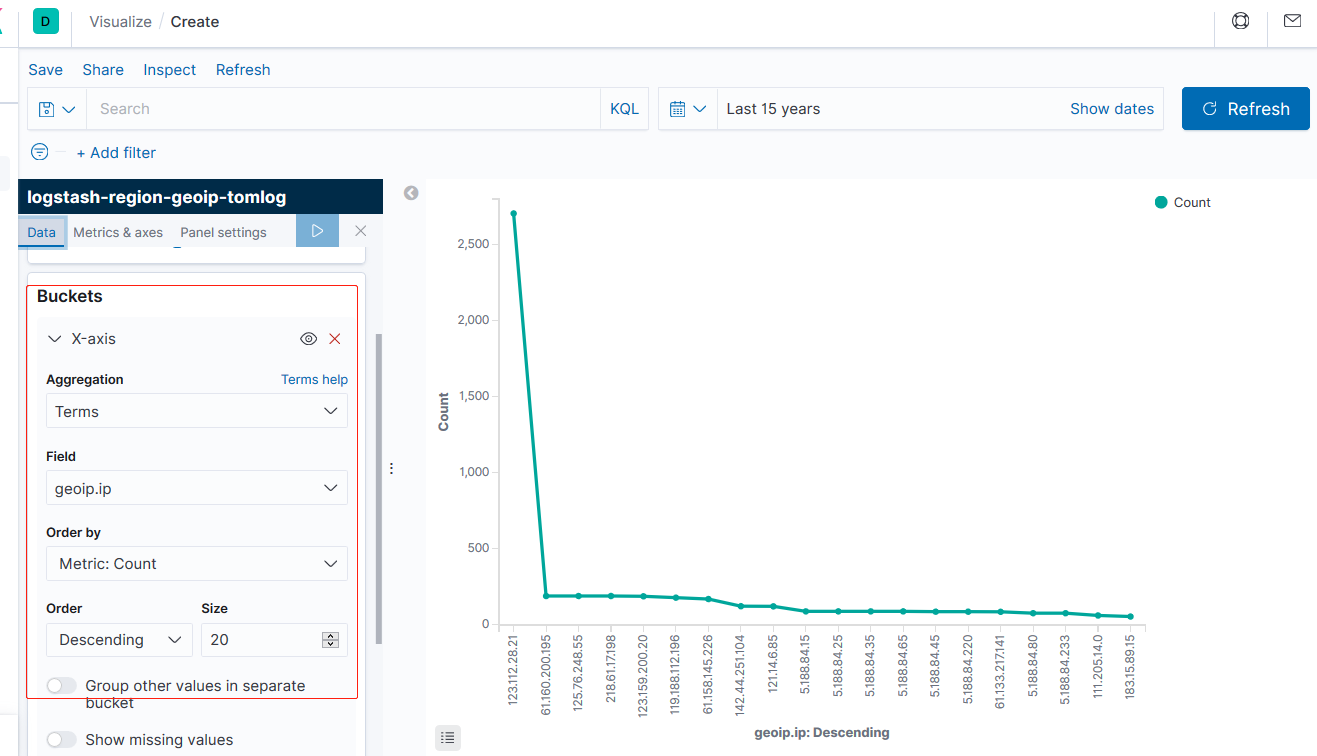 D
Visualize / Create
Save Share Inspect Refresh
Search KQL Last 15 years Show dates Refresh
+ Add filter
logstash-region-geoip-tomlog
Data Metrics & axes Panel settings
Buckets
X-axis
Aggregation Terms help
Terms
Field
geoip.ip
Order by
Metric: Count
Order Size
Descending 20
Group other values in separate
bucket
Show missing values
Count
Count
2,500
2,000
1,500
1,000
500
0
123.112.28.21
61.160.200.195
125.76.248.55
218.61.17.198
123.159.200.20
119.188.112.196
61.158.145.226
142.44.251.104
121.14.6.85
5.188.84.15
5.188.84.25
5.188.84.35
5.188.84.65
5.188.84.45
5.188.84.220
61.133.217.141
5.188.84.80
5.188.84.233
111.205.14.0
183.15.89.15
geoip.ip: Descending